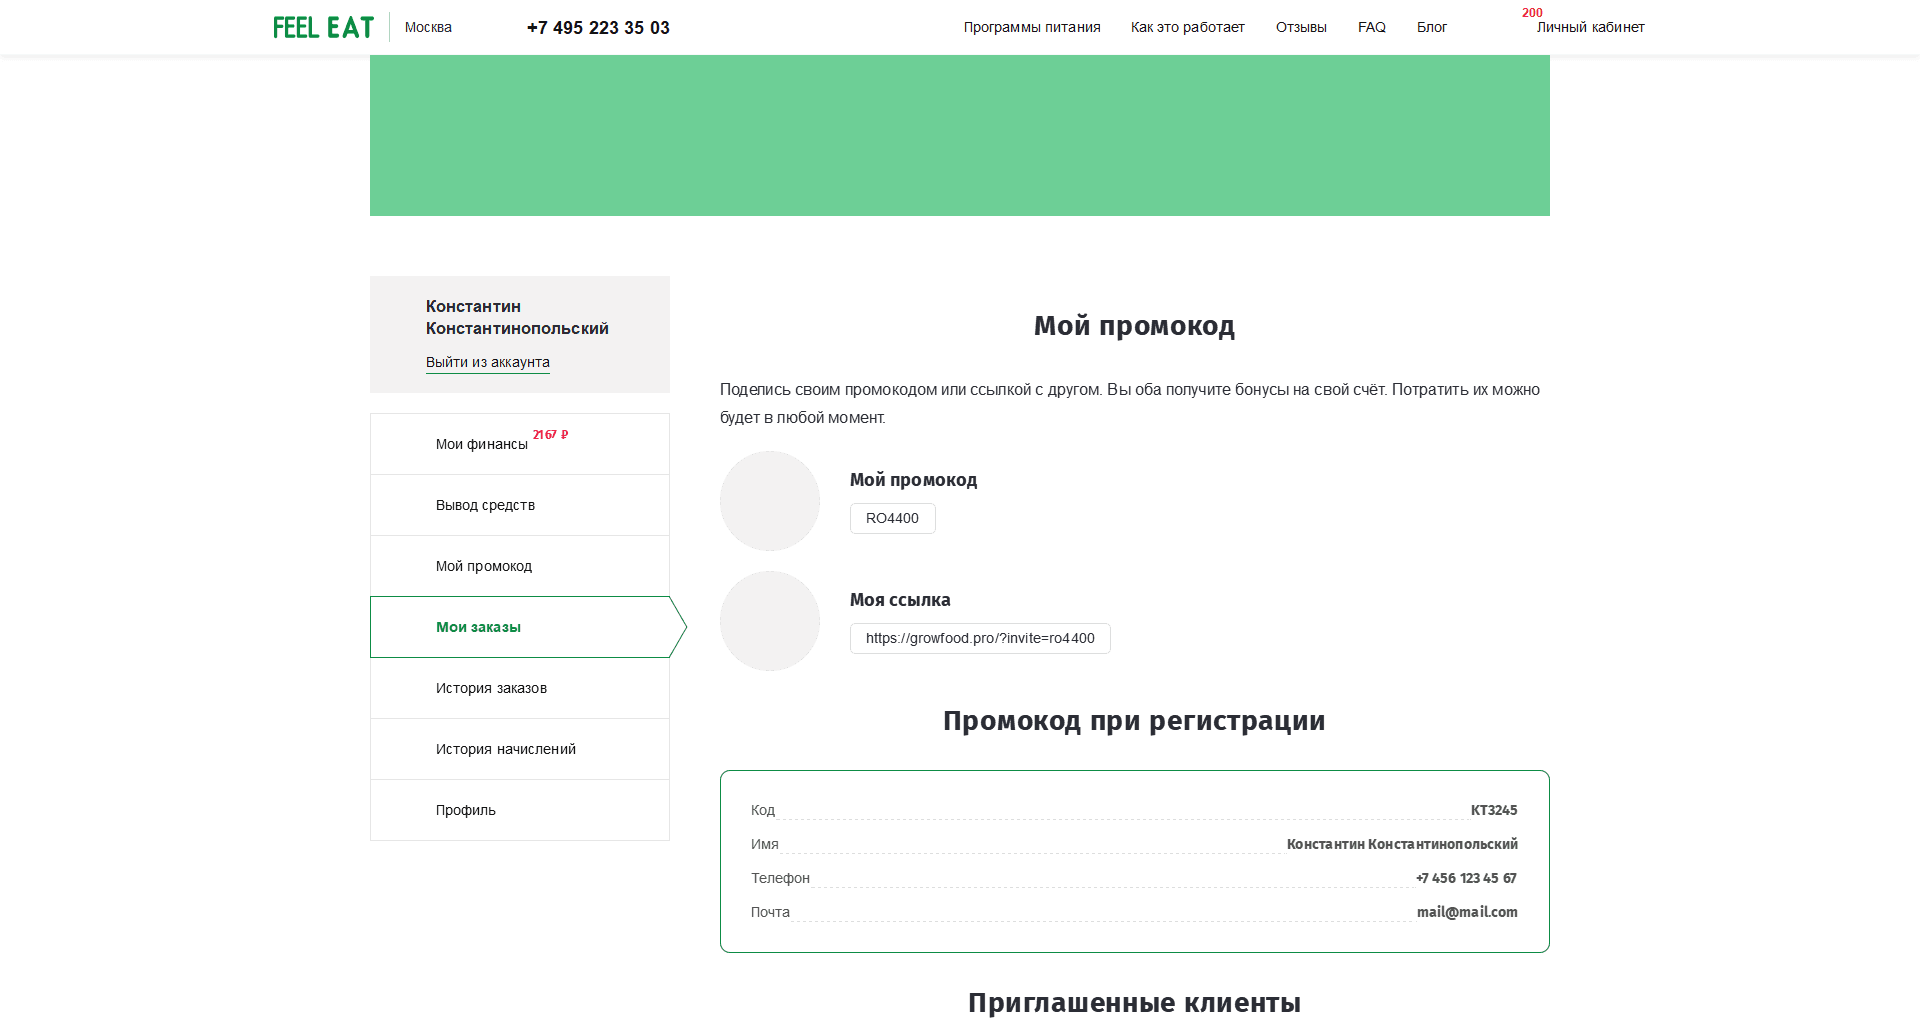 FEEL EAT
Москва
+7 495 223 35 03
Программы питания
Как это работает
Отзывы
FAQ
Блог
200
Личный кабинет
Константин
Константинопольский
Выйти из аккаунта
Мои финансы 2167 ₽
Вывод средств
Мой промокод
Мои заказы
История заказов
История начислений
Профиль
Мой промокод
Поделись своим промокодом или ссылкой с другом. Вы оба получите бонусы на свой счёт. Потратить их можно
будет в любой момент.
Мой промокод
RO4400
Моя ссылка
https://growfood.pro/?invite=ro4400
Промокод при регистрации
Код КТ3245
Имя Константин Константинопольский
Телефон +7 456 123 45 67
Почта mail@mail.com
Приглашенные клиенты